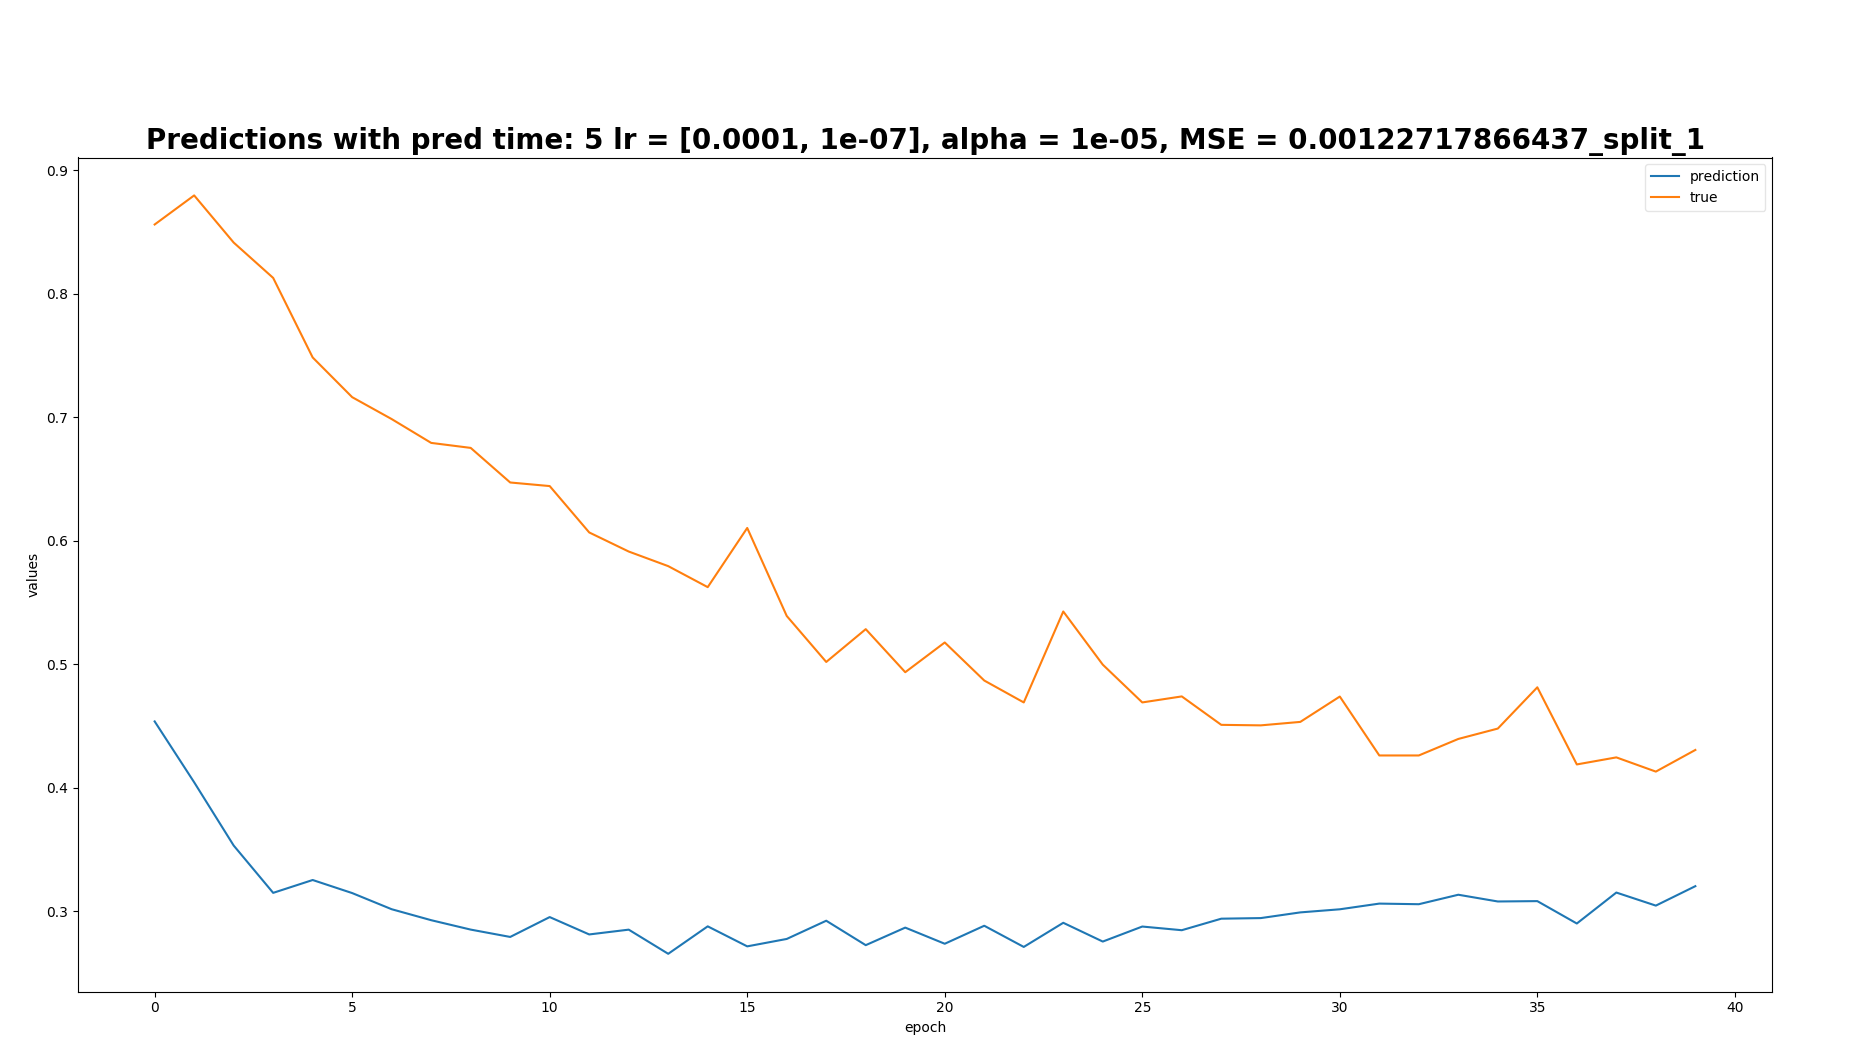 Predictions with pred time: 5 lr = [0.0001, 1e-07], alpha = 1e-05, MSE = 0.00122717866437_split_1
prediction
true
0.9
0.8
0.7
0.6
0.5
0.4
0.3
values
0 5 10 15 20 25 30 35 40
epoch